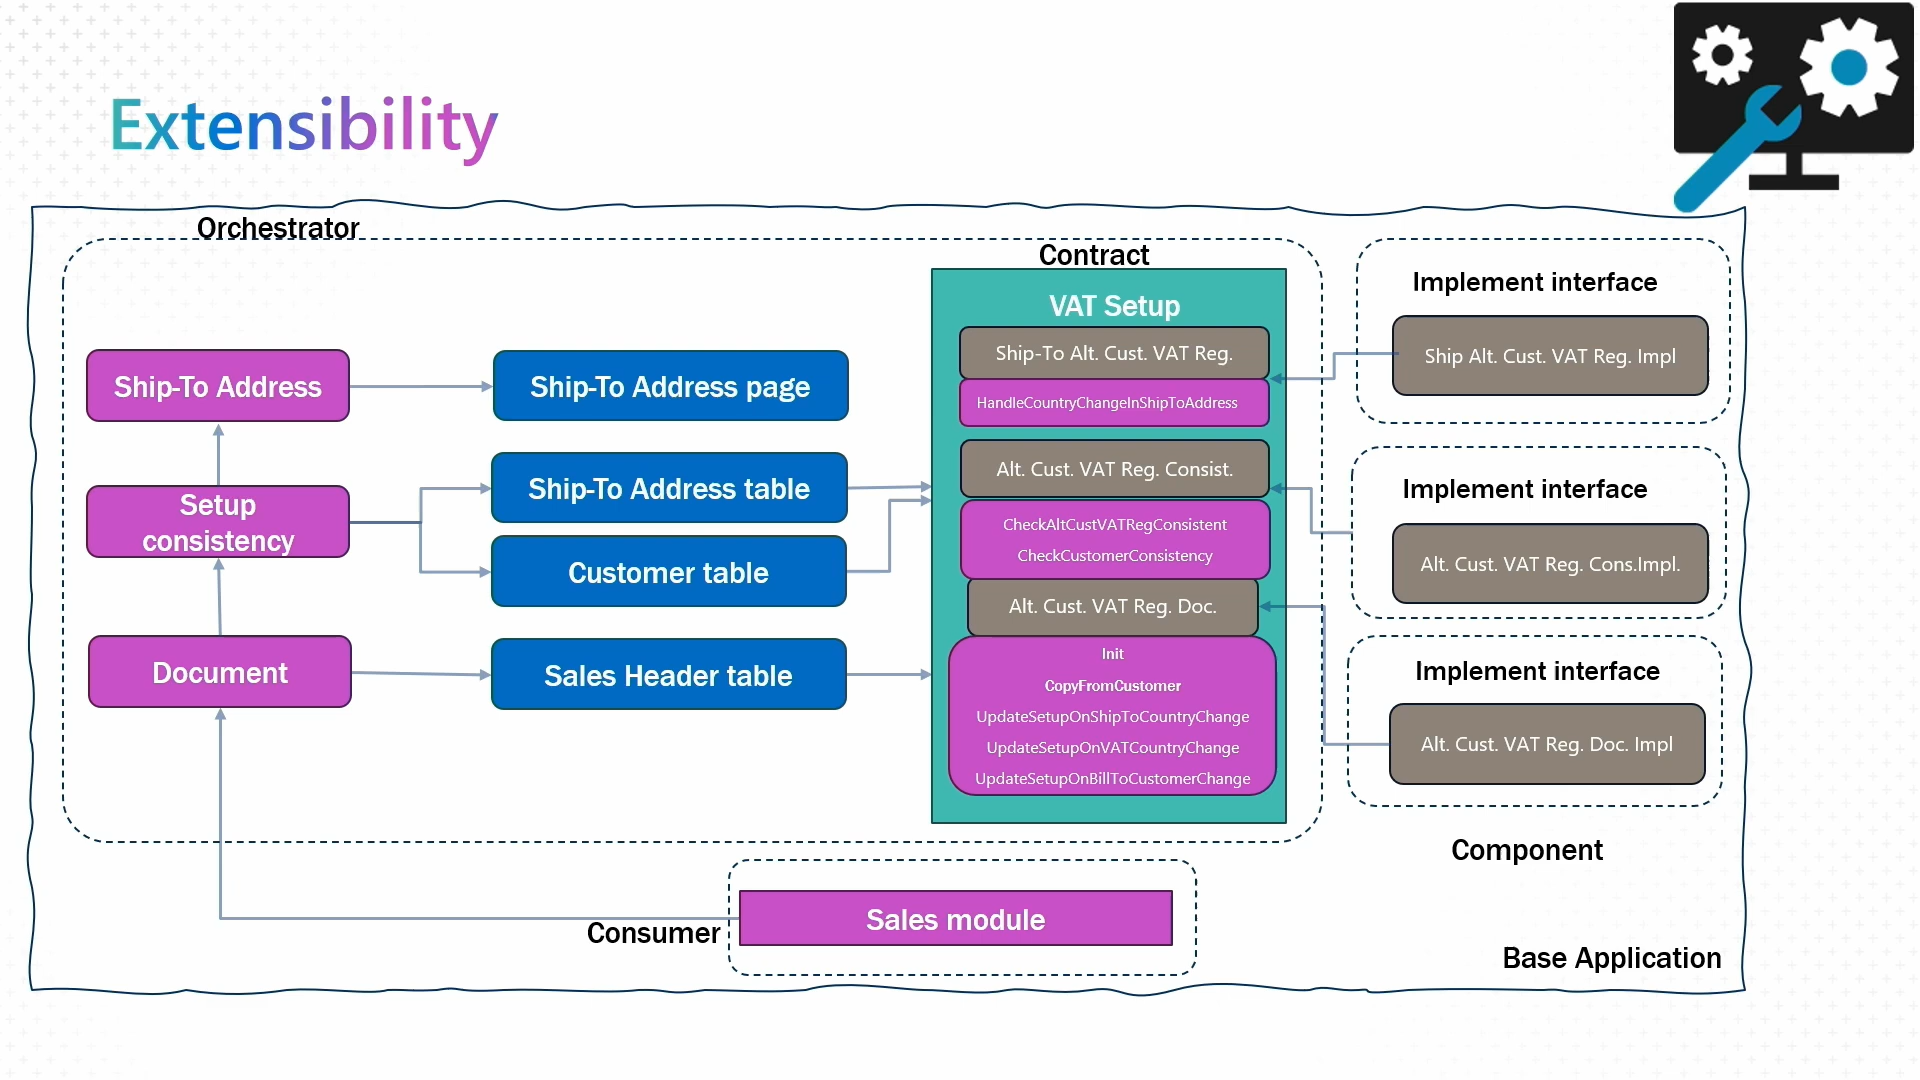 Extensibility
Orchestrator
Contract
VAT Setup
Ship-To Address
Ship-To Address page
Setup
consistency
Ship-To Address table
Customer table
Document
Sales Header table
Ship-To Alt. Cust. VAT Reg.
HandleCountryChangeInShipToAddress
Alt. Cust. VAT Reg. Consist.
CheckAltCustVATRegConsistent
CheckCustomerConsistency
Alt. Cust. VAT Reg. Doc.
Init
CopyFromCustomer
UpdateSetupOnShipToCountryChange
UpdateSetupOnVATCountryChange
UpdateSetupOnBillToCustomerChange
Implement interface
Ship Alt. Cust. VAT Reg. Impl
Implement interface
Alt. Cust. VAT Reg. Cons.Impl.
Implement interface
Alt. Cust. VAT Reg. Doc. Impl
Component
Consumer
Sales module
Base Application